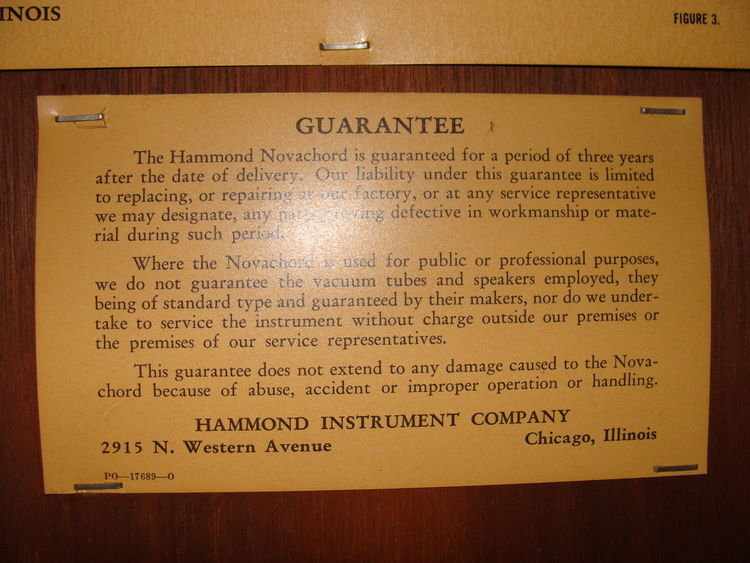 INOIS
FIGURE 3.
GUARANTEE
The Hammond Novachord is guaranteed for a period of three years
after the date of delivery. Our liability under this guarantee is limited
to replacing, or repairing at our factory, or at any service representative
we may designate, any parts proving defective in workmanship or mate-
rial during such period.
Where the Novachord is used for public or professional purposes,
we do not guarantee the vacuum tubes and speakers employed, they
being of standard type and guaranteed by their makers, nor do we under-
take to service the instrument without charge outside our premises or
the premises of our service representatives.
This guarantee does not extend to any damage caused to the Nova-
chord because of abuse, accident or improper operation or handling.
HAMMOND INSTRUMENT COMPANY
2915 N. Western Avenue
Chicago, Illinois
PO—17689—O